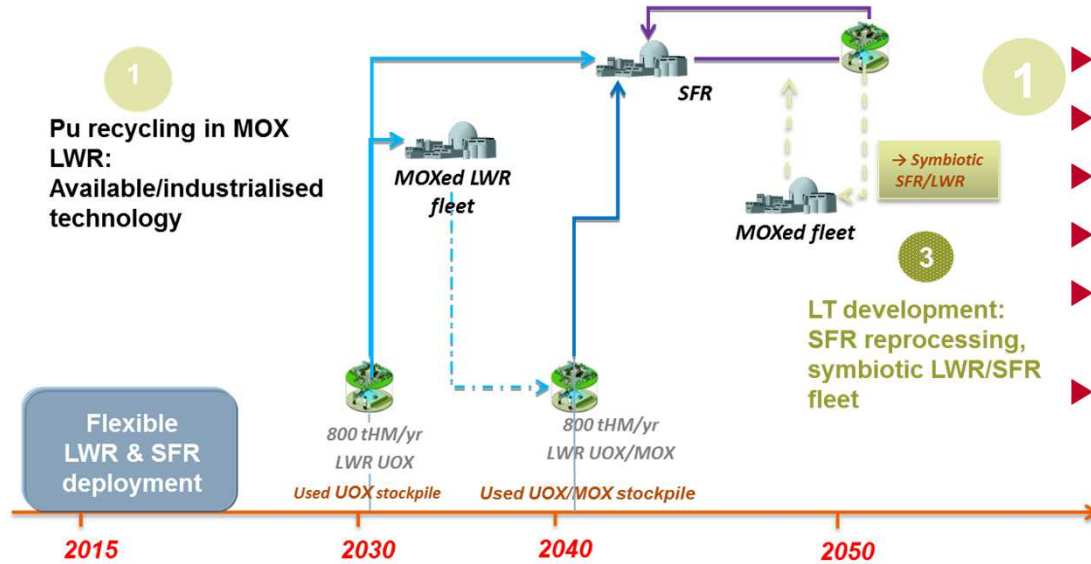 1
Pu recycling in MOX
LWR:
Available/industrialised
technology
SFR
MOXed LWR
fleet
1
→ Symbiotic
SFR/LWR
MOXed fleet
3
LT development:
SFR reprocessing,
symbiotic LWR/SFR
fleet
Flexible
LWR & SFR
deployment
800 tHM/yr
LWR UOX
Used UOX stockpile
800 tHM/yr
LWR UOX/MOX
Used UOX/MOX stockpile
2015
2030
2040
2050